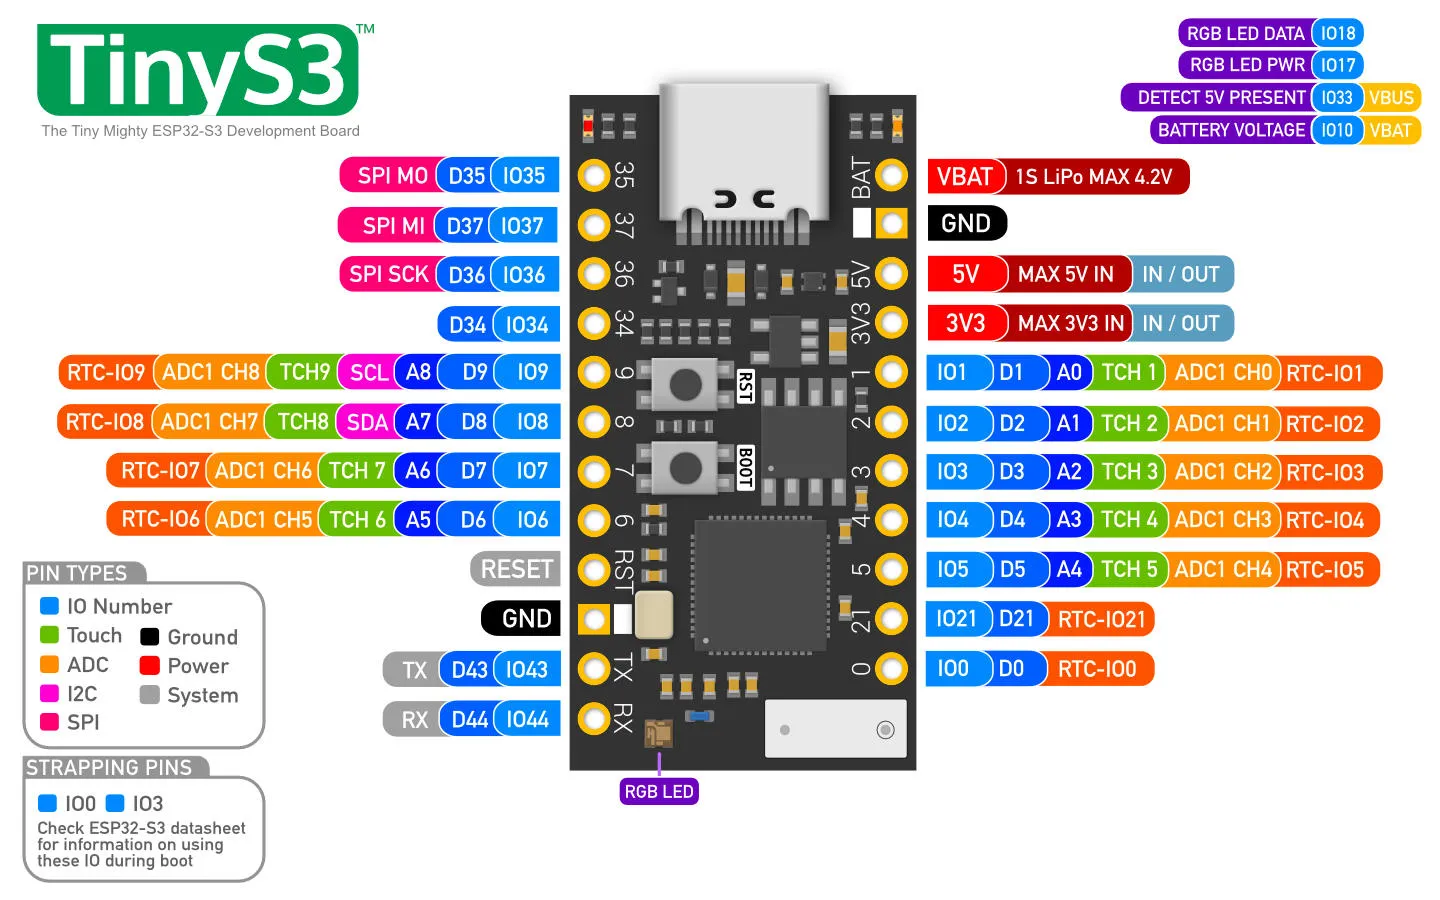 TinyS3™
The Tiny Mighty ESP32-S3 Development Board
RGB LED DATA IO18
RGB LED PWR IO17
DETECT 5V PRESENT IO33 VBUS
BATTERY VOLTAGE IO10 VBAT
SPI MO D35 IO35
SPI MI D37 IO37
SPI SCK D36 IO36
D34 IO34
RTC-IO9 ADC1 CH8 TCH9 SCL A8 D9 IO9
RTC-IO8 ADC1 CH7 TCH8 SDA A7 D8 IO8
RTC-IO7 ADC1 CH6 TCH 7 A6 D7 IO7
RTC-IO6 ADC1 CH5 TCH 6 A5 D6 IO6
RESET
GND
TX D43 IO43
RX D44 IO44
35
37
36
34
9
8
7
6
RST
TX
RX
RST
BOOT
BAT
5V
3V3
1
2
3
4
5
21
0
RGB LED
VBAT 1S LiPo MAX 4.2V
GND
5V MAX 5V IN IN / OUT
3V3 MAX 3V3 IN IN / OUT
IO1 D1 A0 TCH 1 ADC1 CH0 RTC-IO1
IO2 D2 A1 TCH 2 ADC1 CH1 RTC-IO2
IO3 D3 A2 TCH 3 ADC1 CH2 RTC-IO3
IO4 D4 A3 TCH 4 ADC1 CH3 RTC-IO4
IO5 D5 A4 TCH 5 ADC1 CH4 RTC-IO5
IO21 D21 RTC-IO21
IO0 D0 RTC-IO0
PIN TYPES
IO Number
Touch
ADC
I2C
SPI
Ground
Power
System
STRAPPING PINS
IO0 IO3
Check ESP32-S3 datasheet
for information on using
these IO during boot